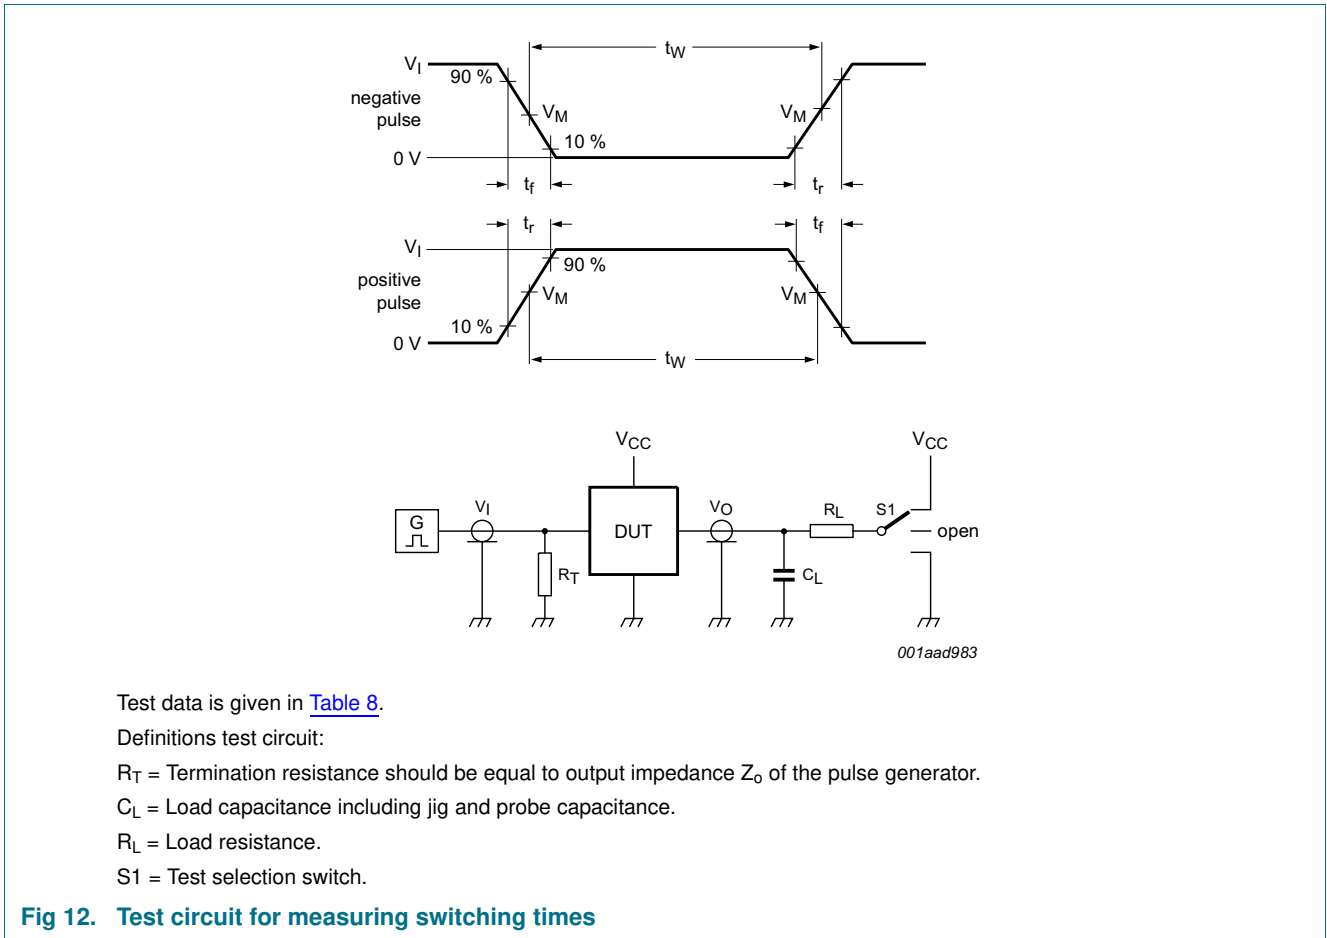 tW
VI
90 %
negative
pulse
VM
VM
10 %
0 V
tf
tr
tr
tf
VI
90 %
positive
pulse
VM
VM
10 %
0 V
tW
VCC
VCC
G
VI
RT
DUT
VO
CL
RL
S1
open
001aad983
Test data is given in Table 8.
Definitions test circuit:
RT = Termination resistance should be equal to output impedance Zo of the pulse generator.
CL = Load capacitance including jig and probe capacitance.
RL = Load resistance.
S1 = Test selection switch.
Fig 12. Test circuit for measuring switching times